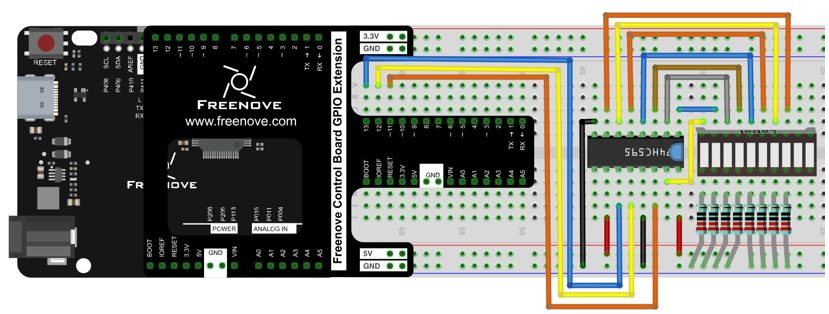 RESET
SCL
SDA
AREF
P408
P409
P410
L
TX
RX
13
12
~11
~10
~9
8
7
~6
~5
4
~3
2
TX→1
RX←0
FREENOVE
www.freenove.com
FREENOVE
P205
P206
P113
P015
P011
P004
POWER
ANALOG IN
BOOT
IOREF
RESET
3.3V
5V
GND
VIN
A0
A1
A2
A3
A4
A5
Freenove Control Board GPIO Extension
3.3V
GND
13
12
~11
~10
~9
8
7
~6
~5
4
~3
2
TX→1
RX←0
BOOT
IOREF
RESET
3.3V
5V
GND
VIN
A0
A1
A2
A3
A4
A5
5V
GND
74HC595
60
55
50